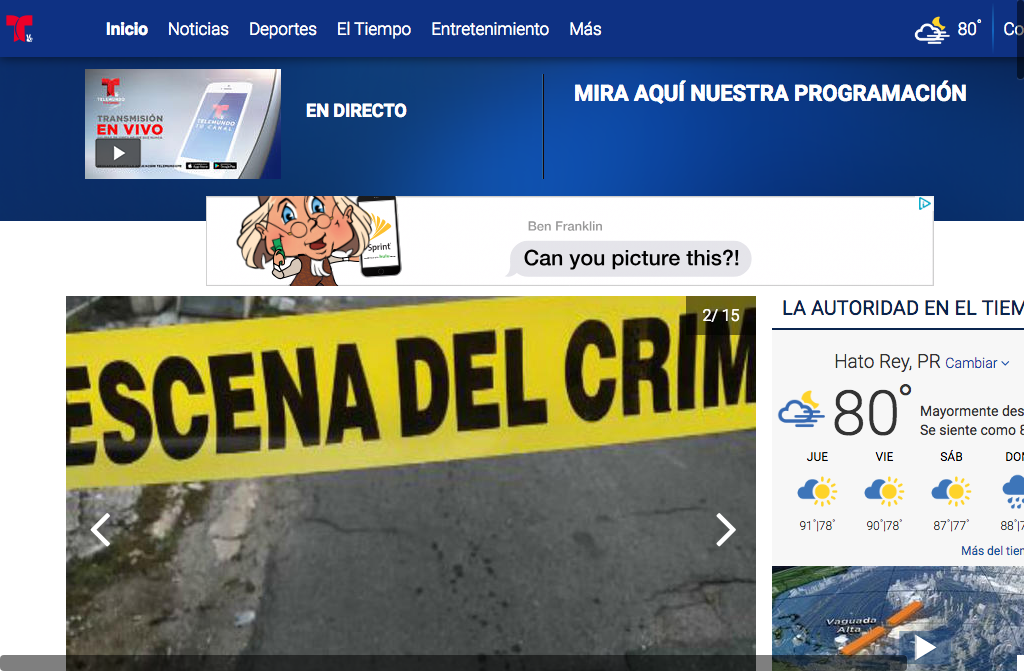 Inicio Noticias Deportes El Tiempo Entretenimiento Más 80° Co
TELEMUNDO
TRANSMISIÓN
EN VIVO
TELEMUNDO
TU CANAL
EN DIRECTO
MIRA AQUÍ NUESTRA PROGRAMACIÓN
Sprint
Ben Franklin
Can you picture this?!
2/ 15
ESCENA DEL CRIM
LA AUTORIDAD EN EL TIEM
Hato Rey, PR Cambiar
80°
Mayormente des
Se siente como 8
JUE VIE SÁB DOM
91°|78° 90°|78° 87°|77° 88°|7
Más del tien
Vaguada
Alta